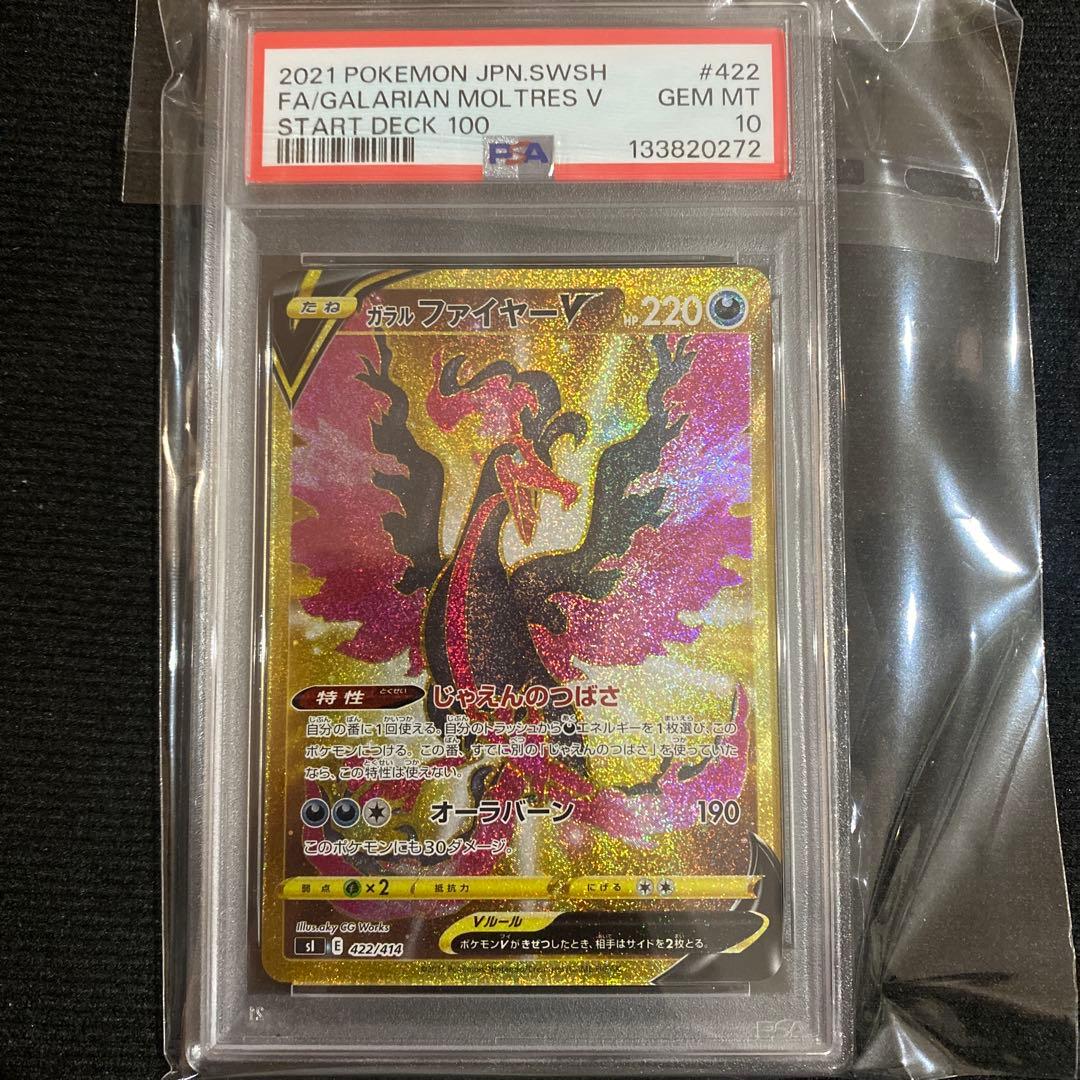 2021 POKEMON JPN.SWSH #422
FA/GALARIAN MOLTRES V GEM MT
START DECK 100 10
PSA 133820272
たね ガラル ファイヤーV HP 220
特性 とくせい じゃえんのつばさ
自分の番に1回使える。自分のトラッシュからエネルギーを1枚選び、この
ポケモンにつける。この番、すでに別の「じゃえんのつばさ」を使っていた
なら、この特性は使えない。
オーラバーン 190
このポケモンにも30ダメージ。
弱点 ×2 抵抗力 にげる
Vルール
ポケモンVがきぜつしたとき、相手はサイドを2枚とる。
Illus.aky CG Works
sI E 422/414
PSA